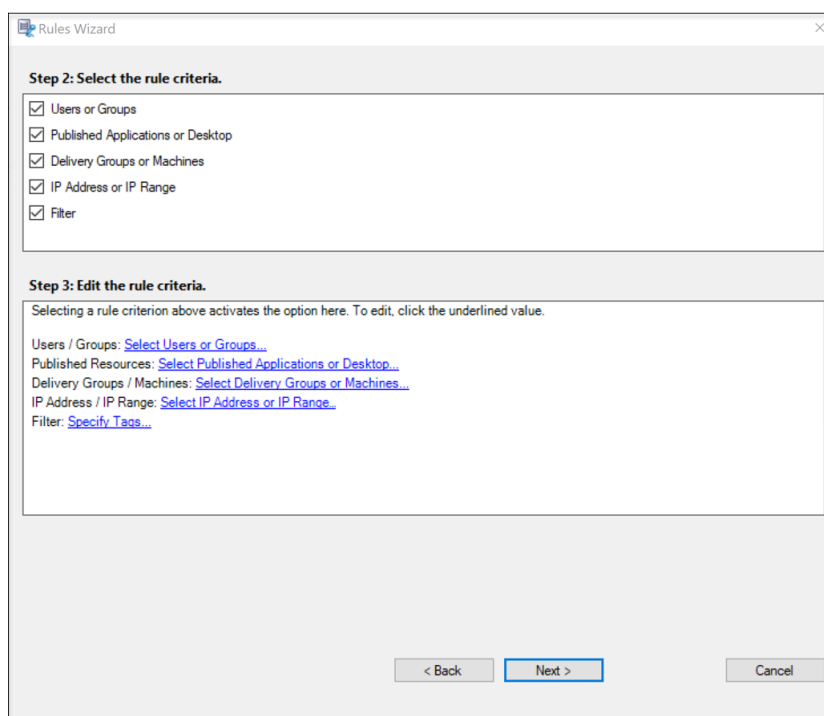 Rules Wizard
Step 2: Select the rule criteria.
Users or Groups
Published Applications or Desktop
Delivery Groups or Machines
IP Address or IP Range
Filter
Step 3: Edit the rule criteria.
Selecting a rule criterion above activates the option here. To edit, click the underlined value.
Users / Groups: Select Users or Groups...
Published Resources: Select Published Applications or Desktop...
Delivery Groups / Machines: Select Delivery Groups or Machines...
IP Address / IP Range: Select IP Address or IP Range..
Filter: Specify Tags...
< Back Next > Cancel